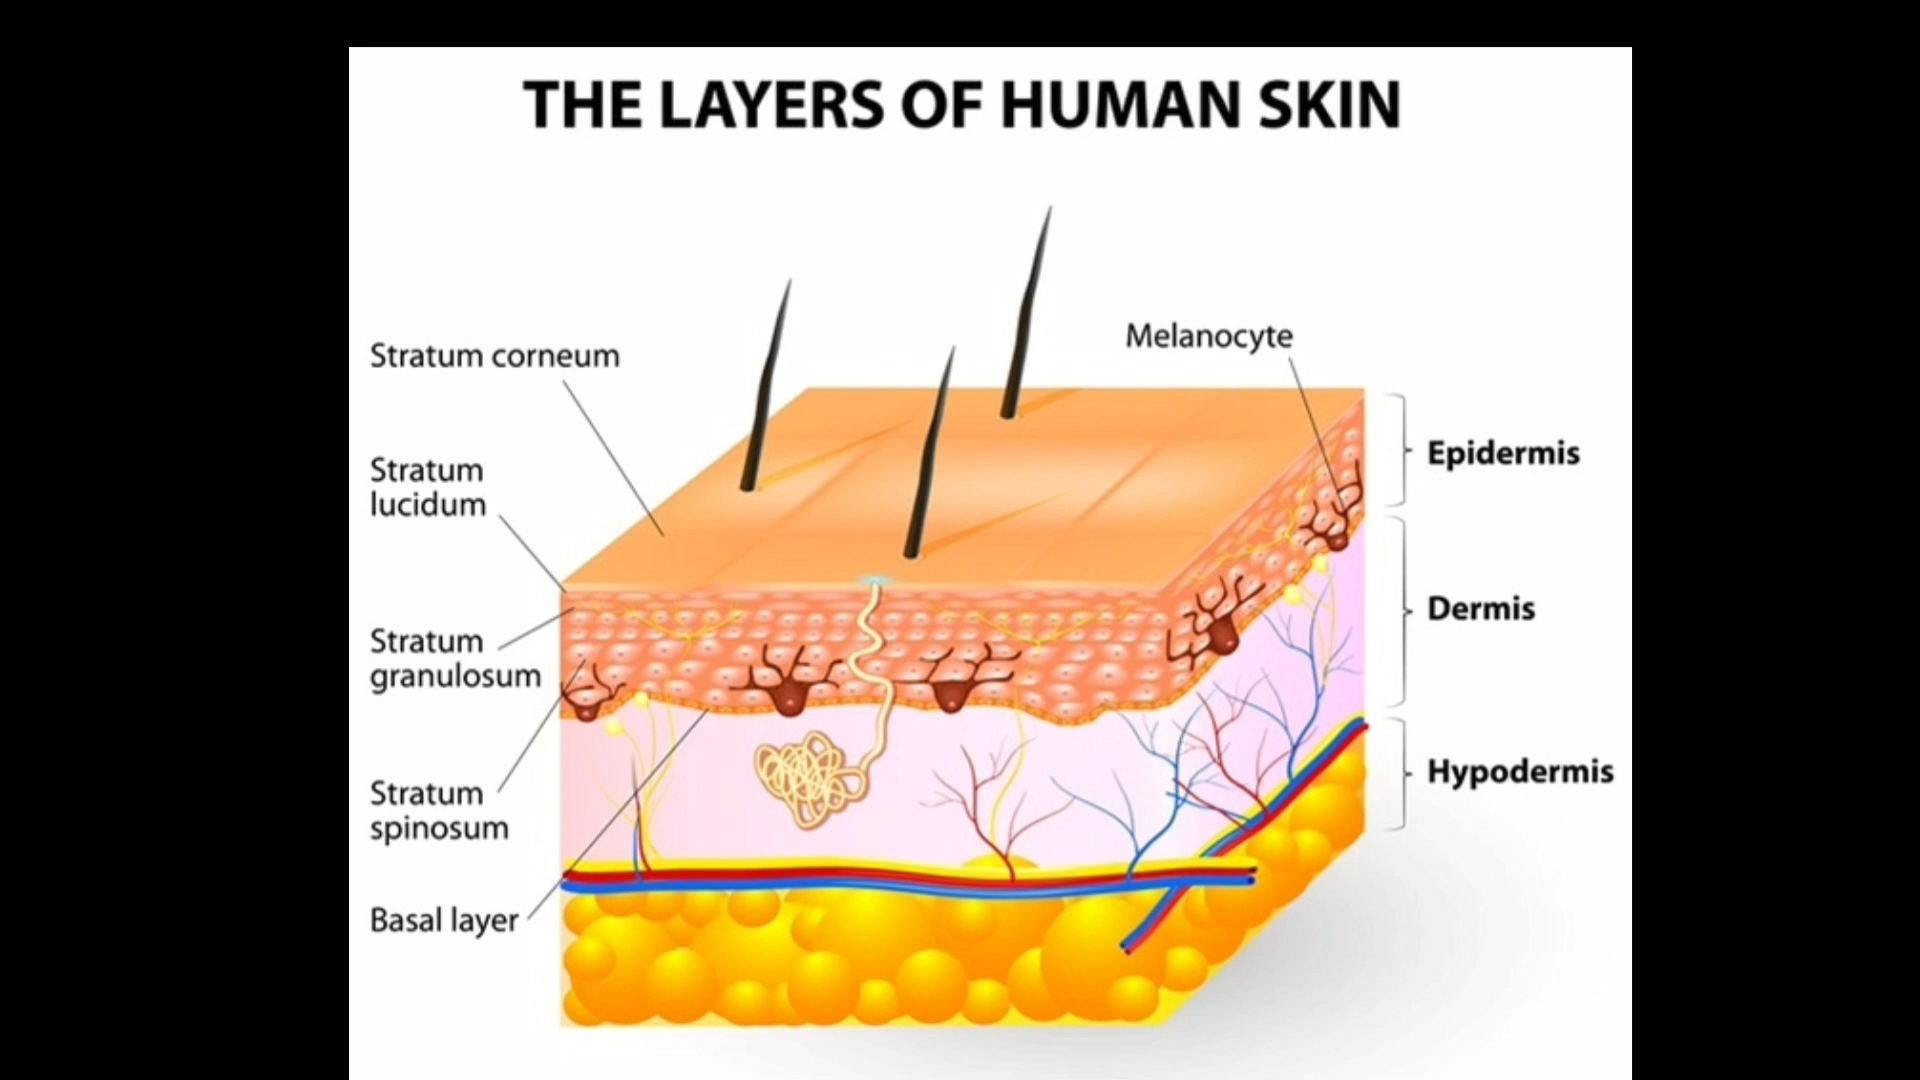 THE LAYERS OF HUMAN SKIN
Stratum corneum
Stratum
lucidum
Stratum
granulosum
Stratum
spinosum
Basal layer
Melanocyte
Epidermis
Dermis
Hypodermis